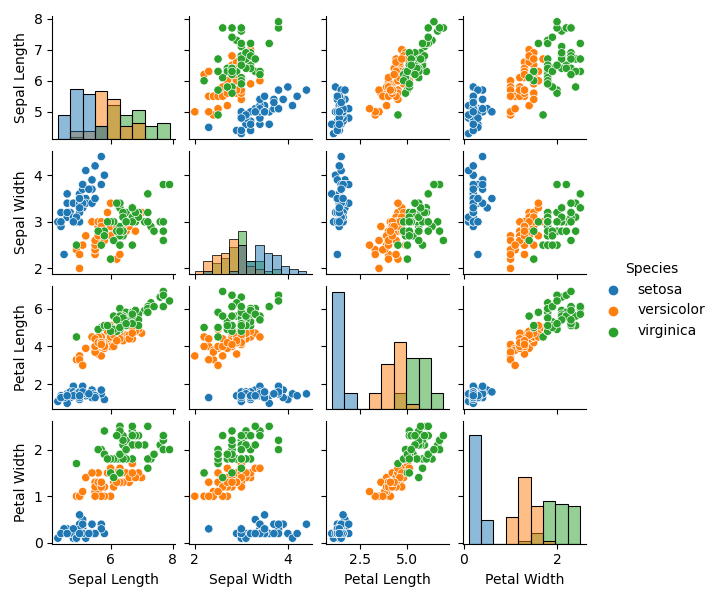 Sepal Length
8
7
6
5
Sepal Width
4
3
2
Petal Length
6
4
2
Petal Width
2
1
0
6
8
2
4
2.5
5.0
0
2
Sepal Length
Sepal Width
Petal Length
Petal Width
Species
setosa
versicolor
virginica